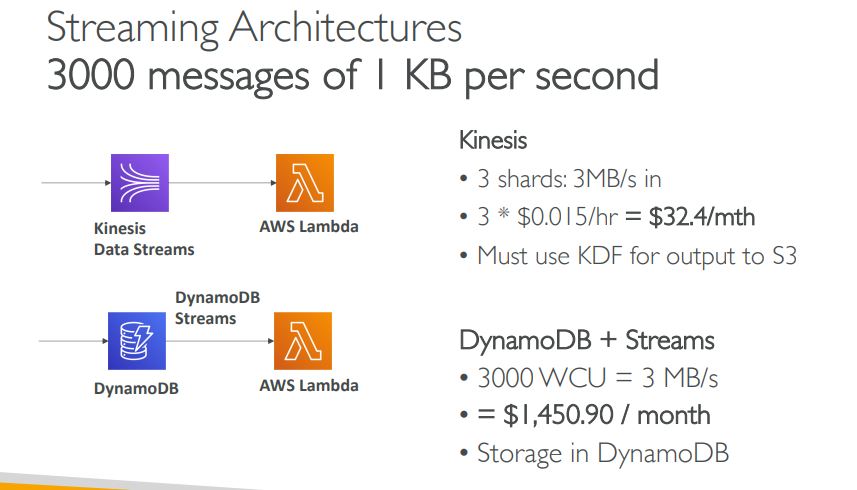 Streaming Architectures
3000 messages of 1 KB per second
Kinesis
Data Streams
AWS Lambda
DynamoDB
Streams
DynamoDB
AWS Lambda
Kinesis
• 3 shards: 3MB/s in
• 3 * $0.015/hr = $32.4/mth
• Must use KDF for output to S3
DynamoDB + Streams
• 3000 WCU = 3 MB/s
• = $1,450.90 / month
• Storage in DynamoDB